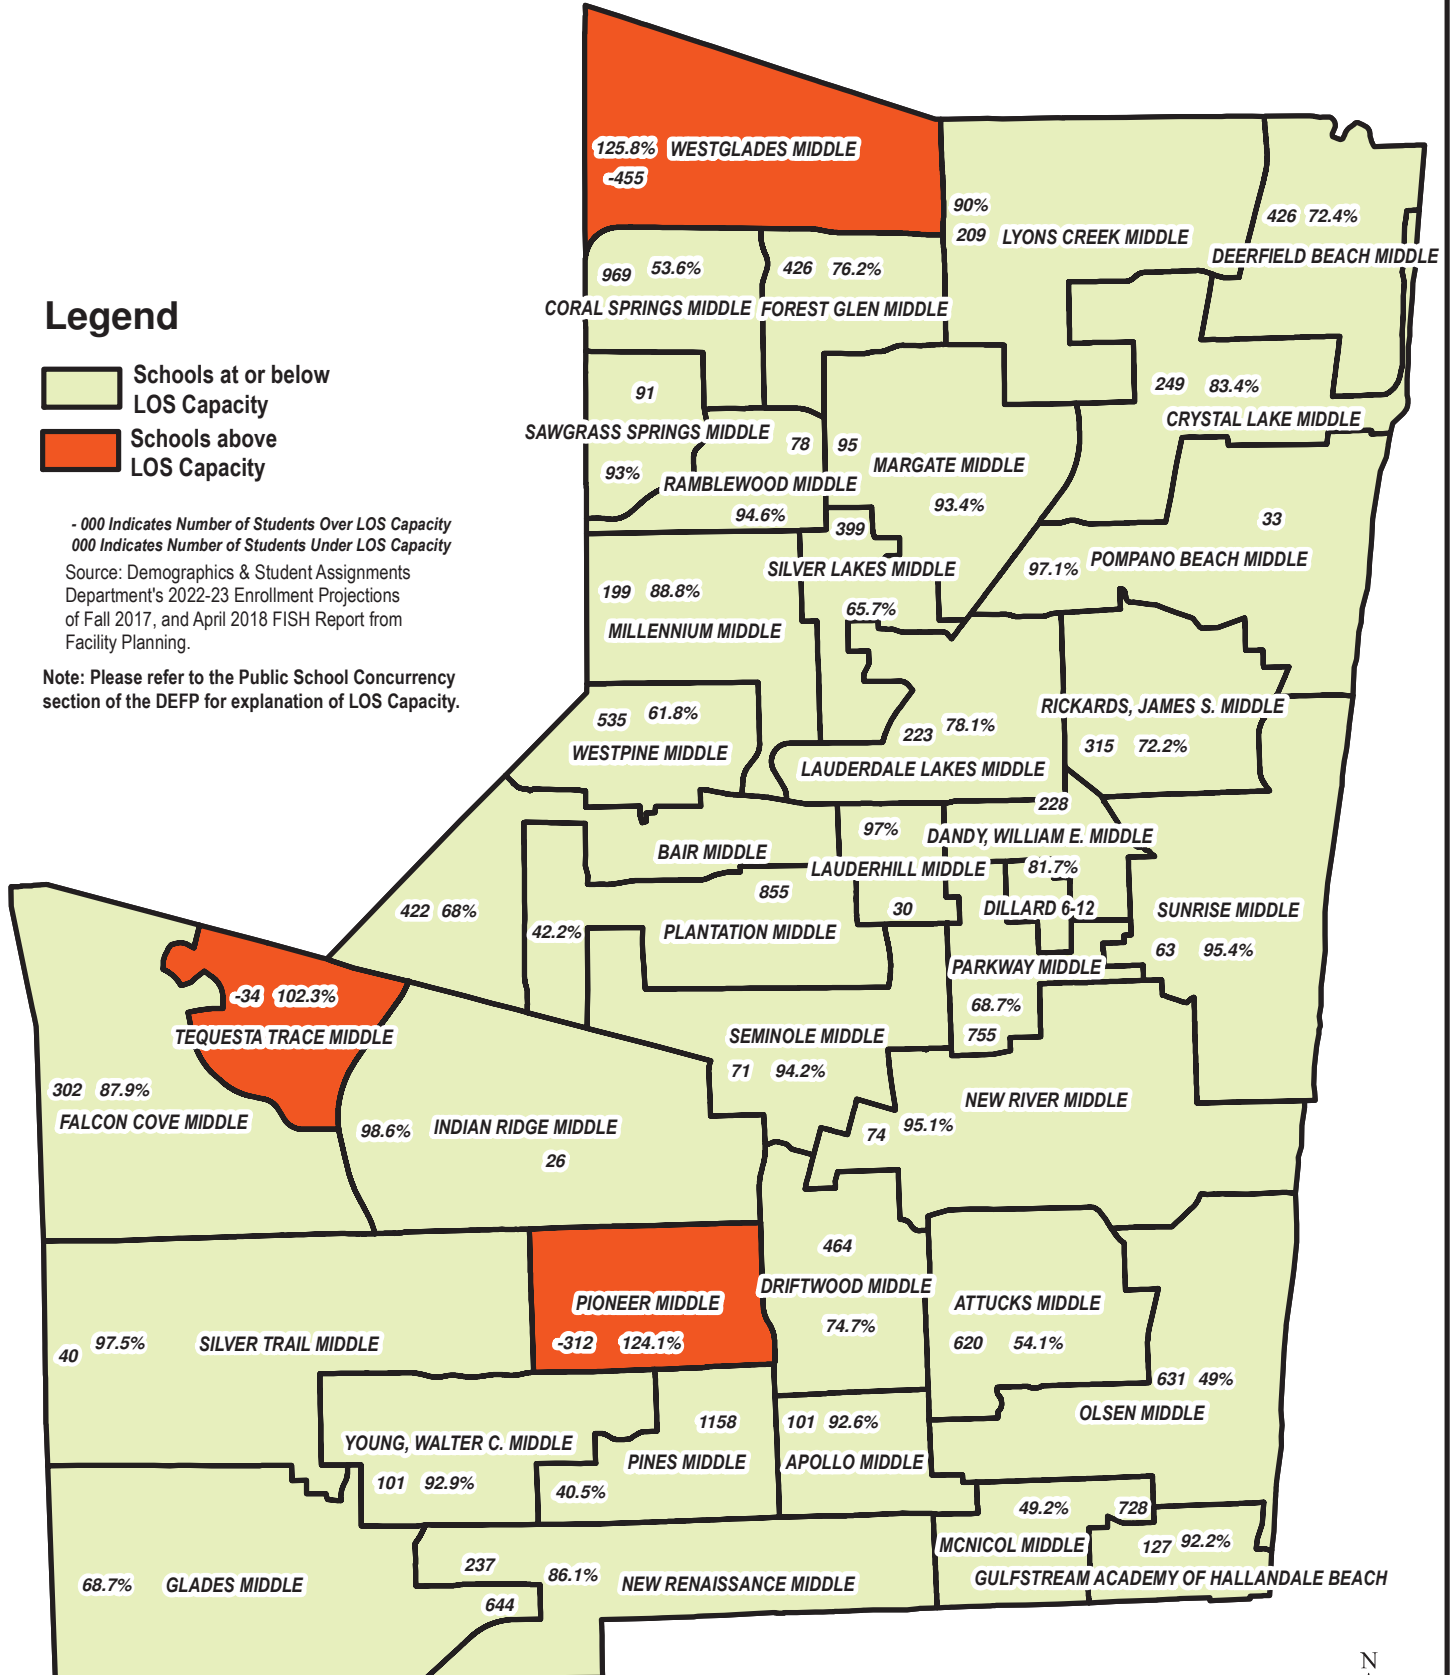 125.8% WESTGLADES MIDDLE
-455
90%
209 LYONS CREEK MIDDLE
426 72.4%
DEERFIELD BEACH MIDDLE
969 53.6%
CORAL SPRINGS MIDDLE
426 76.2%
FOREST GLEN MIDDLE
Legend
Schools at or below
LOS Capacity
Schools above
LOS Capacity
- 000 Indicates Number of Students Over LOS Capacity
000 Indicates Number of Students Under LOS Capacity
Source: Demographics & Student Assignments
Department's 2022-23 Enrollment Projections
of Fall 2017, and April 2018 FISH Report from
Facility Planning.
Note: Please refer to the Public School Concurrency
section of the DEFP for explanation of LOS Capacity.
91
SAWGRASS SPRINGS MIDDLE
93%
78
RAMBLEWOOD MIDDLE
94.6%
95
MARGATE MIDDLE
93.4%
249 83.4%
CRYSTAL LAKE MIDDLE
33
97.1% POMPANO BEACH MIDDLE
399
SILVER LAKES MIDDLE
65.7%
199 88.8%
MILLENNIUM MIDDLE
535 61.8%
WESTPINE MIDDLE
223 78.1%
LAUDERDALE LAKES MIDDLE
RICKARDS, JAMES S. MIDDLE
315 72.2%
228
DANDY, WILLIAM E. MIDDLE
81.7%
BAIR MIDDLE
422 68%
97%
LAUDERHILL MIDDLE
30
855
42.2% PLANTATION MIDDLE
DILLARD 6-12
SUNRISE MIDDLE
63 95.4%
PARKWAY MIDDLE
68.7%
755
-34 102.3%
TEQUESTA TRACE MIDDLE
302 87.9%
FALCON COVE MIDDLE
SEMINOLE MIDDLE
71 94.2%
NEW RIVER MIDDLE
74 95.1%
98.6% INDIAN RIDGE MIDDLE
26
464
DRIFTWOOD MIDDLE
74.7%
PIONEER MIDDLE
-312 124.1%
ATTUCKS MIDDLE
620 54.1%
40 97.5% SILVER TRAIL MIDDLE
631 49%
OLSEN MIDDLE
YOUNG, WALTER C. MIDDLE
101 92.9%
1158
PINES MIDDLE
40.5%
101 92.6%
APOLLO MIDDLE
49.2% 728
MCNICOL MIDDLE
127 92.2%
GULFSTREAM ACADEMY OF HALLANDALE BEACH
237
86.1% NEW RENAISSANCE MIDDLE
68.7% GLADES MIDDLE
644
N